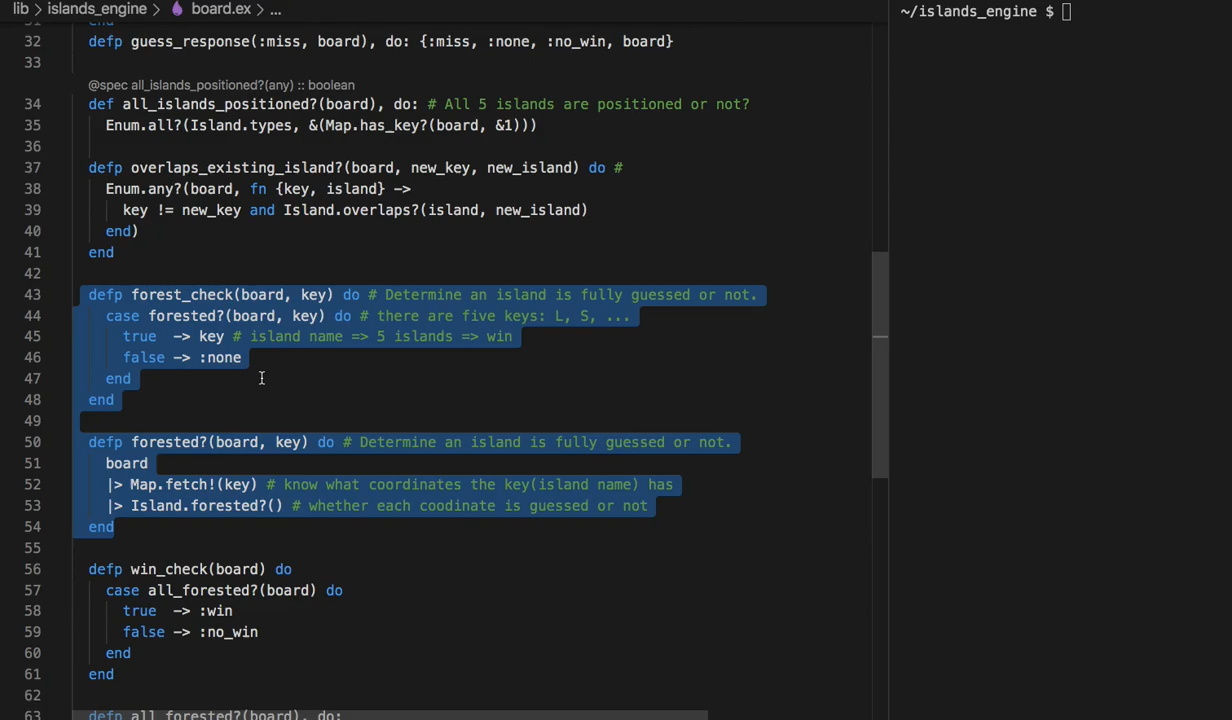 lib > islands_engine > board.ex > ...
~/islands_engine $
31 end
32 defp guess_response(:miss, board), do: {:miss, :none, :no_win, board}
33
@spec all_islands_positioned?(any) :: boolean
34 def all_islands_positioned?(board), do: # All 5 islands are positioned or not?
35 Enum.all?(Island.types, &(Map.has_key?(board, &1)))
36
37 defp overlaps_existing_island?(board, new_key, new_island) do #
38 Enum.any?(board, fn {key, island} ->
39 key != new_key and Island.overlaps?(island, new_island)
40 end)
41 end
42
43 defp forest_check(board, key) do # Determine an island is fully guessed or not.
44 case forested?(board, key) do # there are five keys: L, S, ...
45 true -> key # island name => 5 islands => win
46 false -> :none
47 end
48 end
49
50 defp forested?(board, key) do # Determine an island is fully guessed or not.
51 board
52 |> Map.fetch!(key) # know what coordinates the key(island name) has
53 |> Island.forested?() # whether each coodinate is guessed or not
54 end
55
56 defp win_check(board) do
57 case all_forested?(board) do
58 true -> :win
59 false -> :no_win
60 end
61 end
62
63 defp all_forested?(board), do: